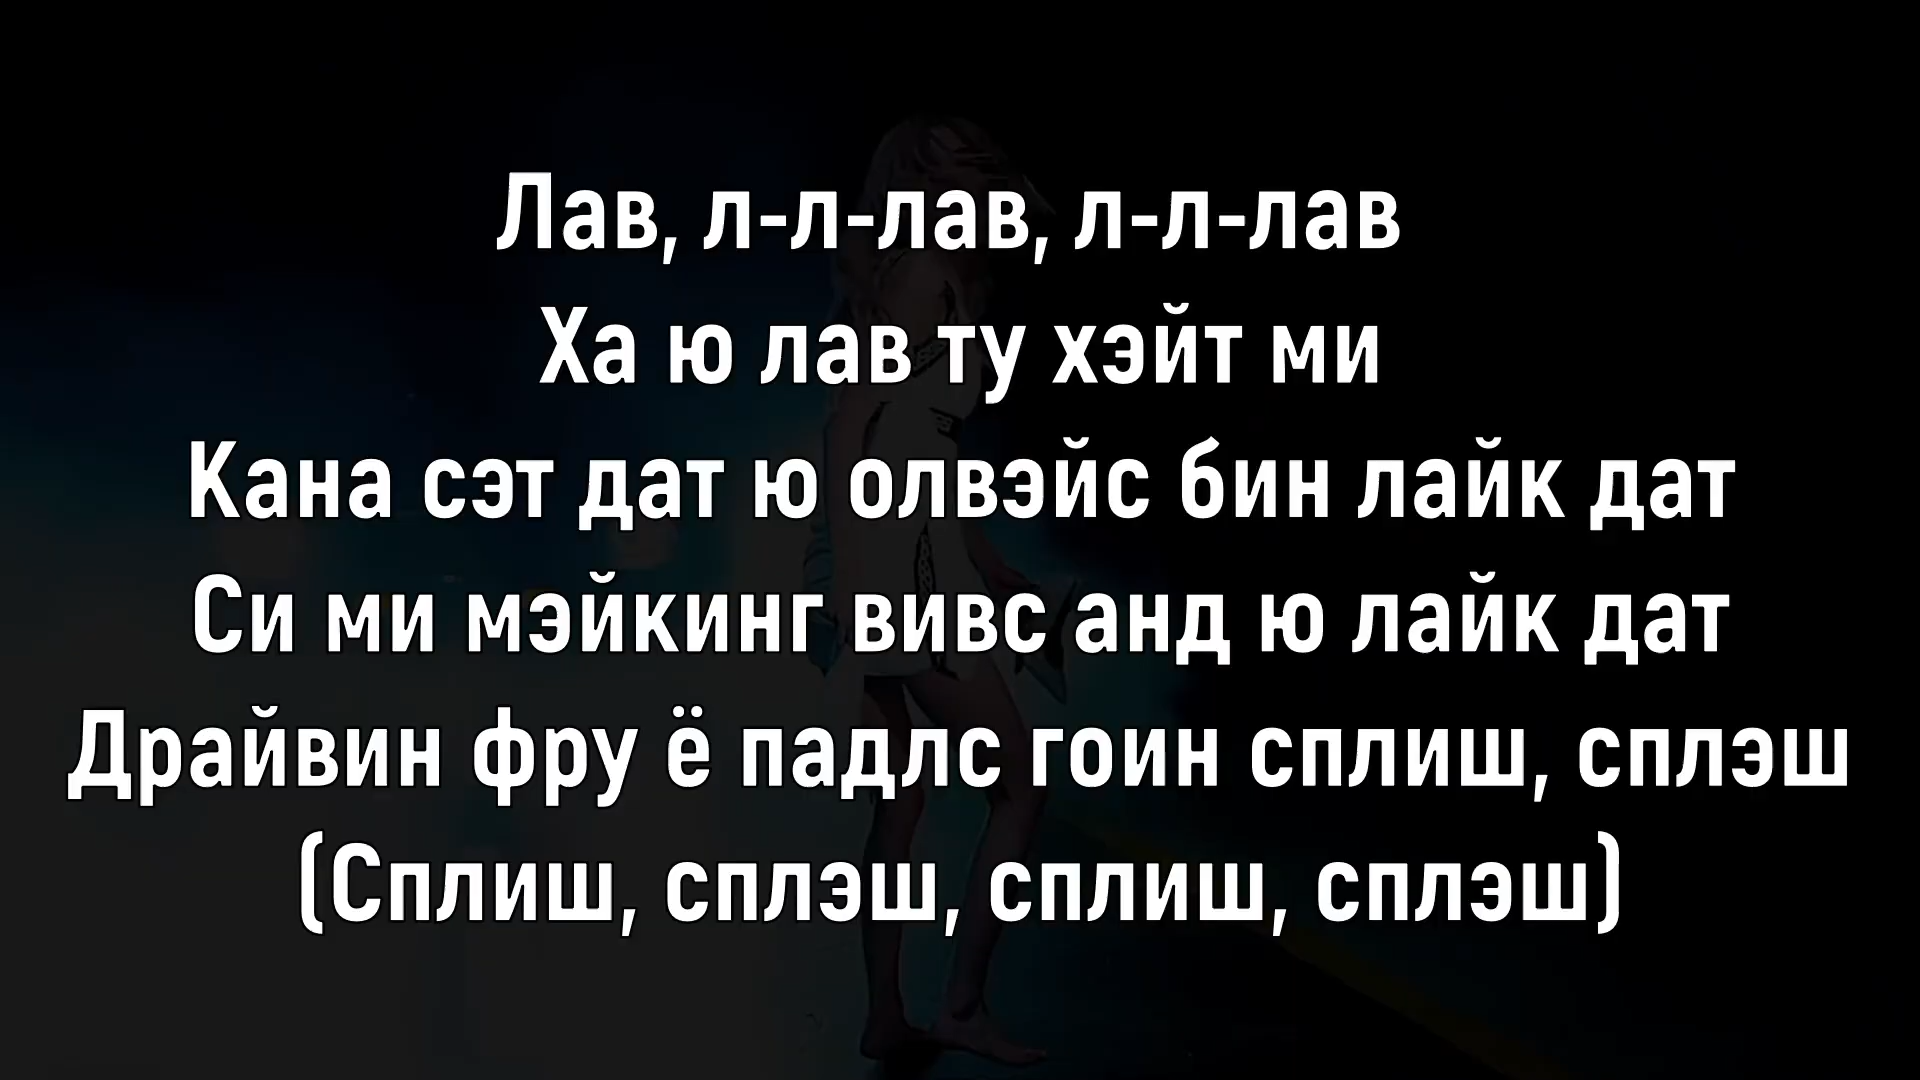 Лав, л-л-лав, л-л-лав
Ха ю лав ту хэйт ми
Кана сэт дат ю олвэйс бин лайк дат
Си ми мэйкинг вивс анд ю лайк дат
Драйвин фру ё падлс гоин сплиш, сплэш
(Сплиш, сплэш, сплиш, сплэш)